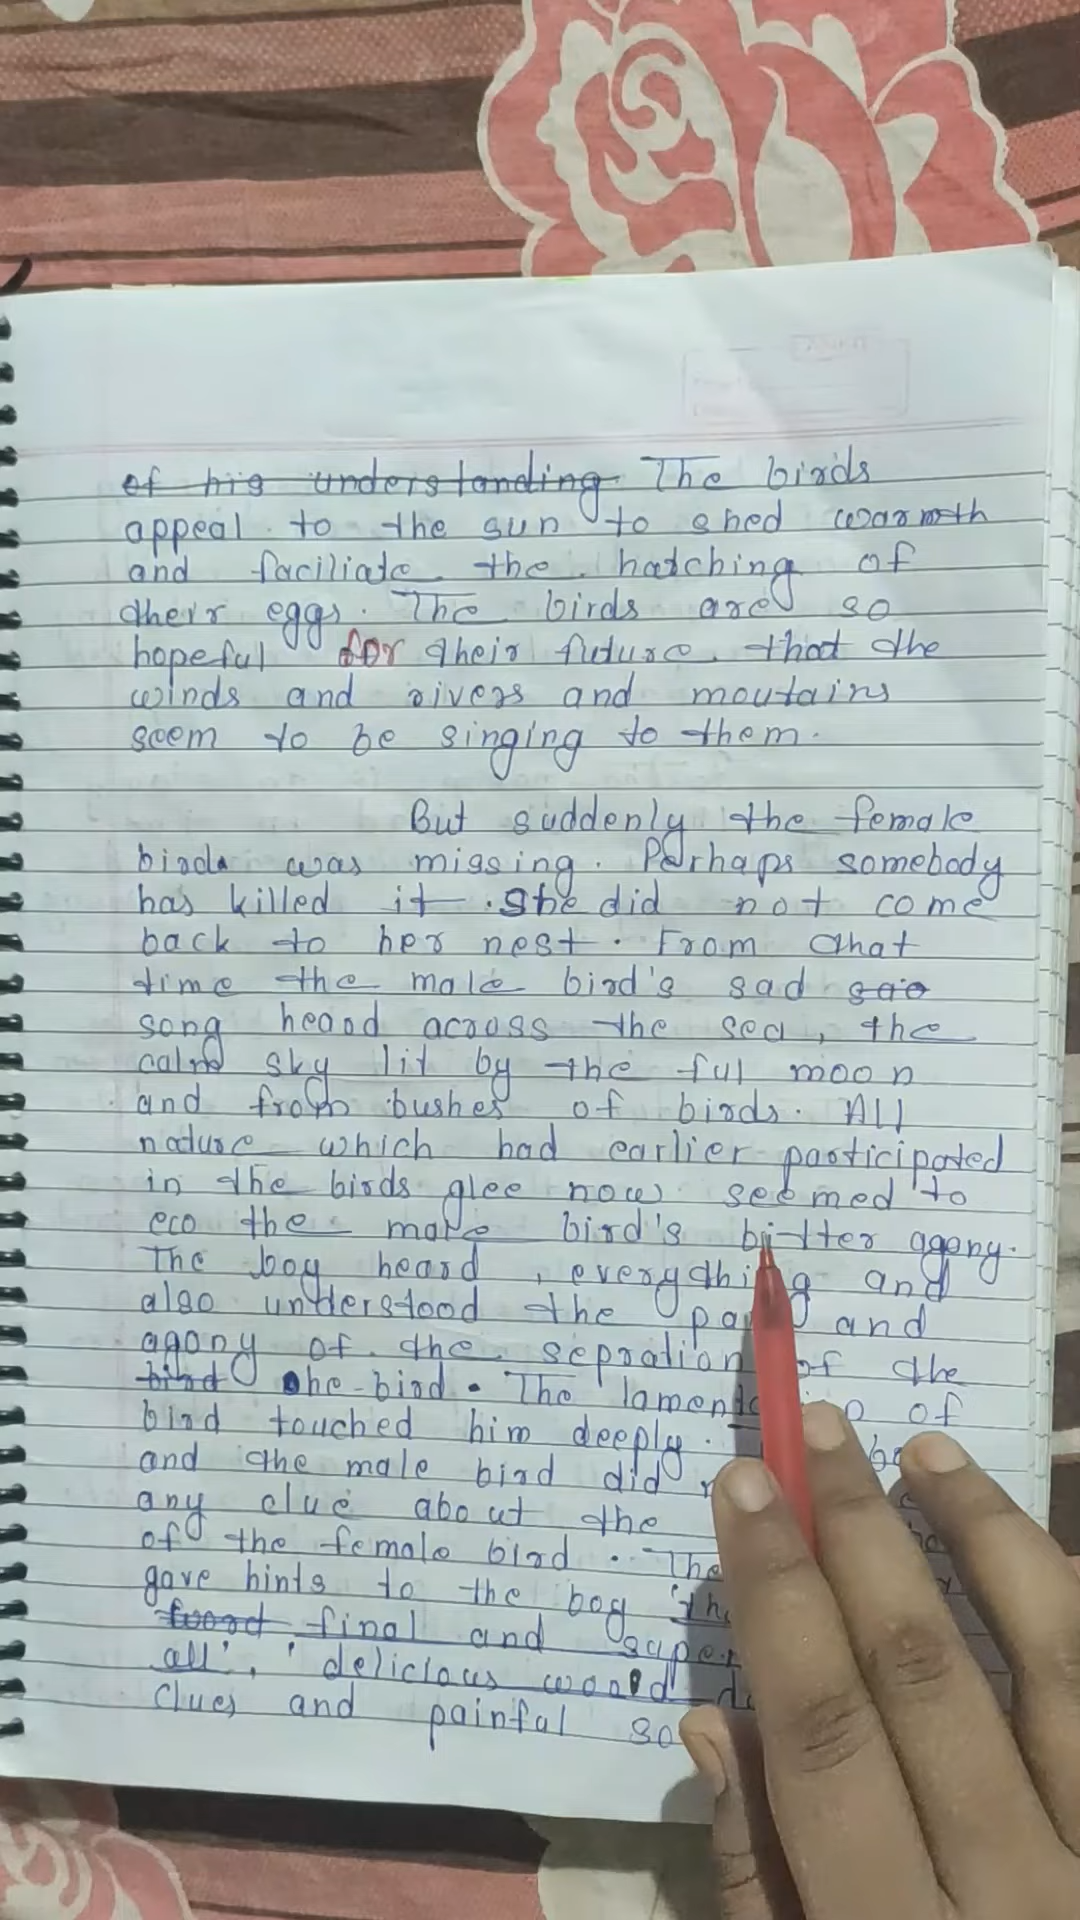 of his understanding. The birds
appeal to the sun to shed warmth
and faciliate the hatching of
their eggs. The birds are so
hopeful for their future that the
winds and rivers and moutains
seem to be singing to them.
But suddenly the female
bird was missing. Perhaps somebody
has killed it. She did not come
back to her nest. From that
time the male bird's sad
song heard across the sea, the
calm sky lit by the ful moon
and from bushes of birds. All
nature which had earlier participated
in the birds glee now seemed to
eco the male bird's bitter agony.
The boy heard, everything and
also understood the and
agony of the sepration of the
bird the bird. The of
bird touched him deeply.
and the male bird did
any clue about the
of the female bird. The
gave hints to the boy
final and
all', 'delicious word
clues and painful